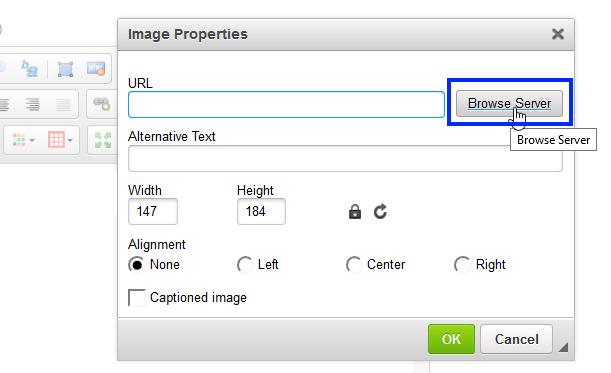 Image Properties
URL
Browse Server
Browse Server
Alternative Text
Width
Height
147
184
Alignment
None
Left
Center
Right
Captioned image
OK
Cancel